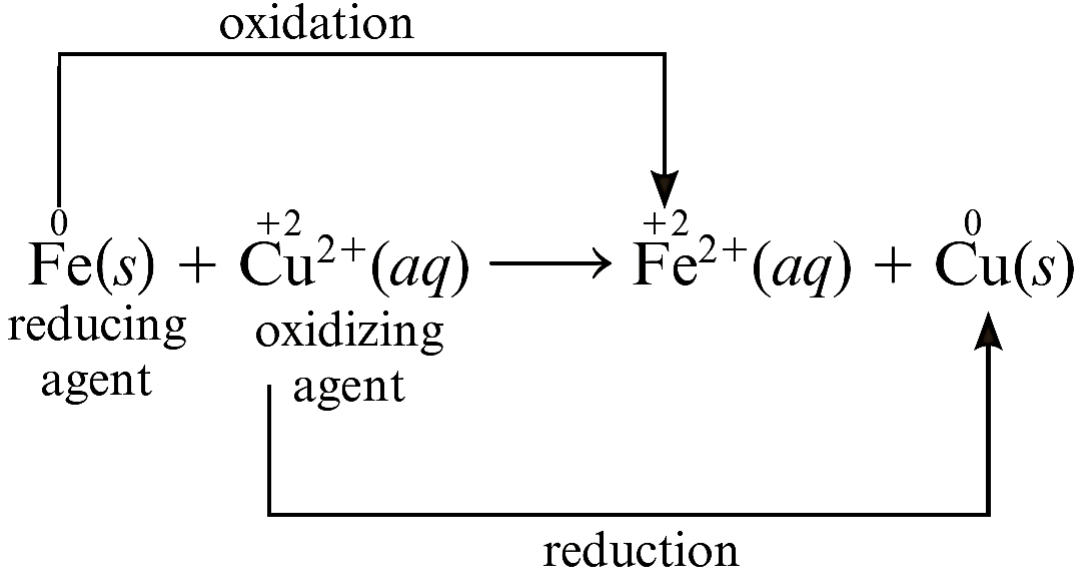 oxidation
0 +2 +2 0
Fe(s) + Cu²⁺(aq) ⟶ Fe²⁺(aq) + Cu(s)
reducing oxidizing
agent agent
reduction